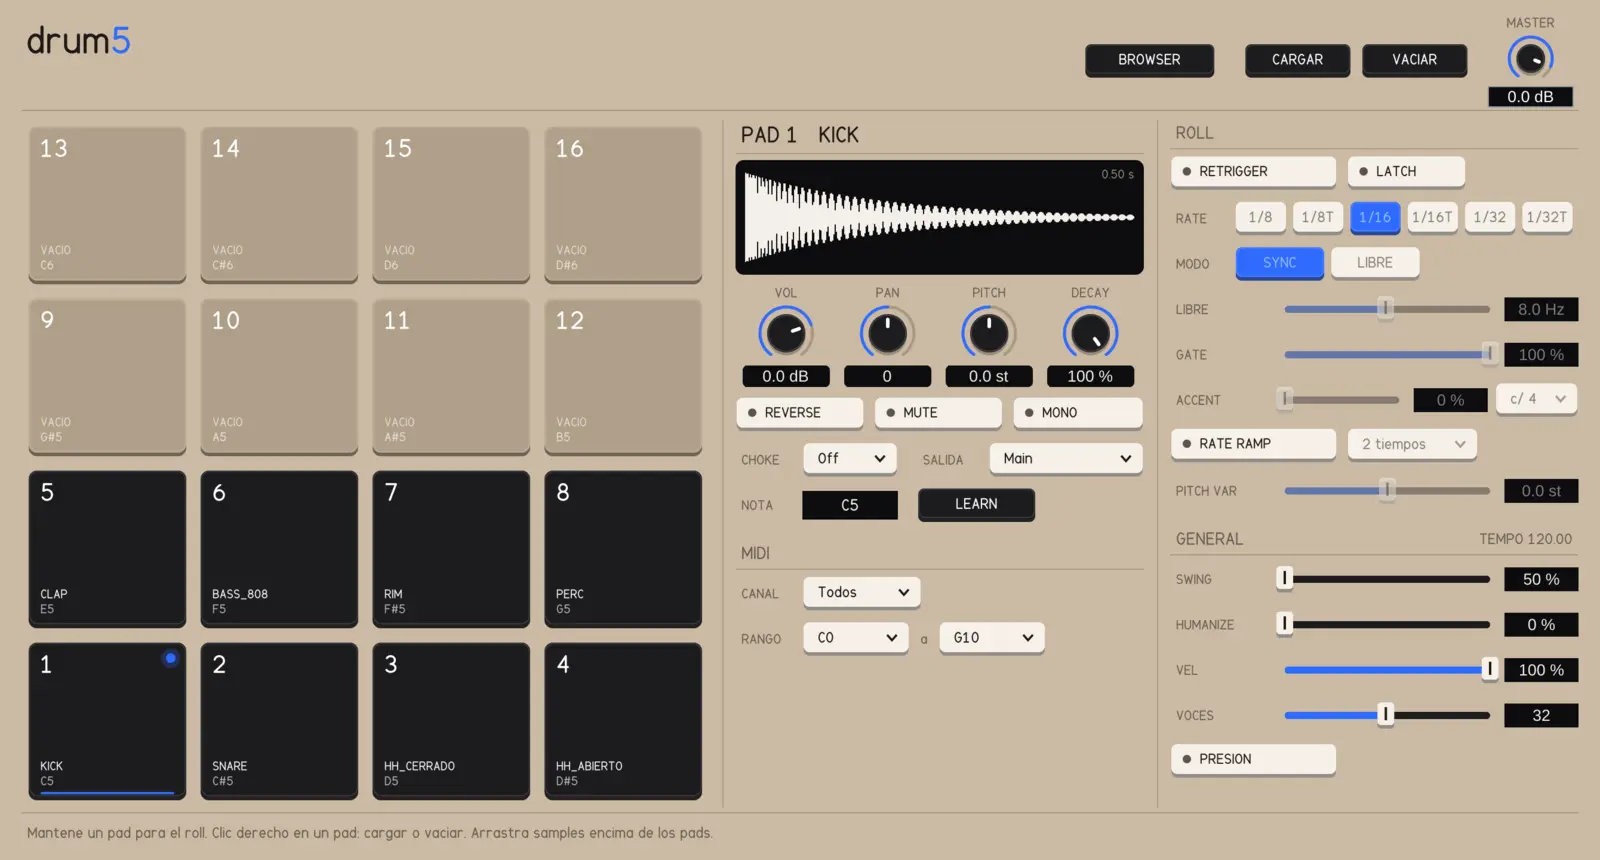 drum5
BROWSER
CARGAR
VACIAR
MASTER
0.0 dB
13
VACIO
C6
14
VACIO
C#6
15
VACIO
D6
16
VACIO
D#6
9
VACIO
G#5
10
VACIO
A5
11
VACIO
A#5
12
VACIO
B5
5
CLAP
E5
6
BASS_808
F5
7
RIM
F#5
8
PERC
G5
1
KICK
C5
2
SNARE
C#5
3
HH_CERRADO
D5
4
HH_ABIERTO
D#5
PAD 1 KICK
0.50 s
VOL
PAN
PITCH
DECAY
0.0 dB
0
0.0 st
100 %
REVERSE
MUTE
MONO
CHOKE
Off
SALIDA
Main
NOTA
C5
LEARN
MIDI
CANAL
Todos
RANGO
C0
a
G10
ROLL
RETRIGGER
LATCH
RATE
1/8
1/8T
1/16
1/16T
1/32
1/32T
MODO
SYNC
LIBRE
LIBRE
8.0 Hz
GATE
100 %
ACCENT
0 %
c/ 4
RATE RAMP
2 tiempos
PITCH VAR
0.0 st
GENERAL
TEMPO 120.00
SWING
50 %
HUMANIZE
0 %
VEL
100 %
VOCES
32
PRESION
Mantene un pad para el roll. Clic derecho en un pad: cargar o vaciar. Arrastra samples encima de los pads.